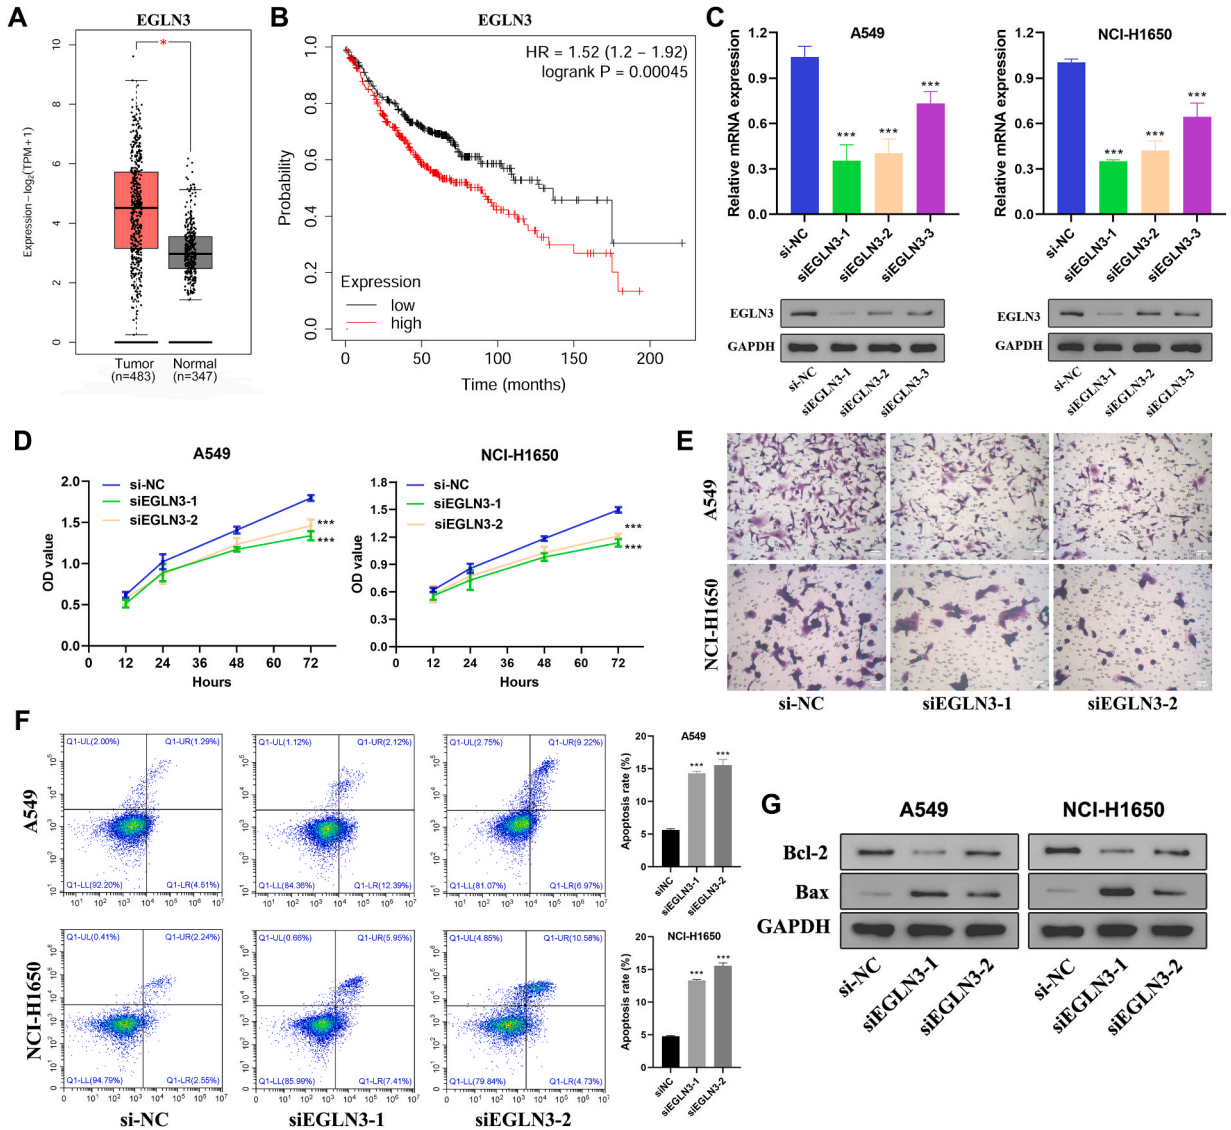 A
EGLN3
Expression−log₂(TPM+1)
10
8
6
4
2
0
*
Tumor
(n=483)
Normal
(n=347)
B
EGLN3
HR = 1.52 (1.2 − 1.92)
logrank P = 0.00045
Probability
1.0
0.8
0.6
0.4
0.2
0.0
Expression
low
high
0
50
100
150
200
Time (months)
C
A549
Relative mRNA expression
1.2
0.9
0.6
0.3
0.0
***
***
***
si-NC
siEGLN3-1
siEGLN3-2
siEGLN3-3
EGLN3
GAPDH
si-NC
siEGLN3-1
siEGLN3-2
siEGLN3-3
NCI-H1650
Relative mRNA expression
1.2
0.9
0.6
0.3
0.0
***
***
***
si-NC
siEGLN3-1
siEGLN3-2
siEGLN3-3
EGLN3
GAPDH
si-NC
siEGLN3-1
siEGLN3-2
siEGLN3-3
D
A549
OD value
2.0
1.5
1.0
0.5
0.0
si-NC
siEGLN3-1
siEGLN3-2
***
***
0
12
24
36
48
60
72
Hours
NCI-H1650
OD value
1.8
1.5
1.2
0.9
0.6
0.3
0.0
si-NC
siEGLN3-1
siEGLN3-2
***
***
0
12
24
36
48
60
72
Hours
E
A549
NCI-H1650
si-NC
siEGLN3-1
siEGLN3-2
F
A549
Q1-UL(2.00%)
Q1-UR(1.29%)
Q1-LL(92.20%)
Q1-LR(4.51%)
Q1-UL(1.12%)
Q1-UR(2.12%)
Q1-LL(84.36%)
Q1-LR(12.39%)
Q1-UL(2.75%)
Q1-UR(9.22%)
Q1-LL(81.07%)
Q1-LR(6.97%)
A549
Apoptosis rate (%)
20
15
10
5
0
***
***
siNC
siEGLN3-1
siEGLN3-2
NCI-H1650
Q1-UL(0.41%)
Q1-UR(2.24%)
Q1-LL(94.79%)
Q1-LR(2.55%)
Q1-UL(0.66%)
Q1-UR(5.95%)
Q1-LL(85.99%)
Q1-LR(7.41%)
Q1-UL(4.85%)
Q1-UR(10.58%)
Q1-LL(79.84%)
Q1-LR(4.73%)
NCI-H1650
Apoptosis rate (%)
20
15
10
5
0
***
***
siNC
siEGLN3-1
siEGLN3-2
si-NC
siEGLN3-1
siEGLN3-2
G
A549
NCI-H1650
Bcl-2
Bax
GAPDH
si-NC
siEGLN3-1
siEGLN3-2
si-NC
siEGLN3-1
siEGLN3-2